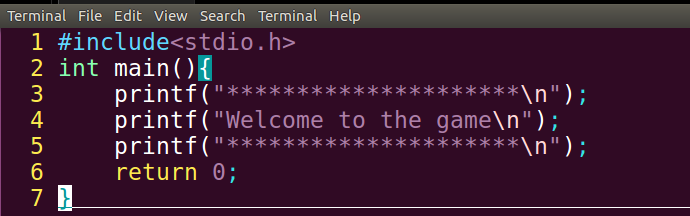 Terminal File Edit View Search Terminal Help
1 #include<stdio.h>
2 int main(){
3     printf("*********************\n");
4     printf("Welcome to the game\n");
5     printf("*********************\n");
6     return 0;
7 }